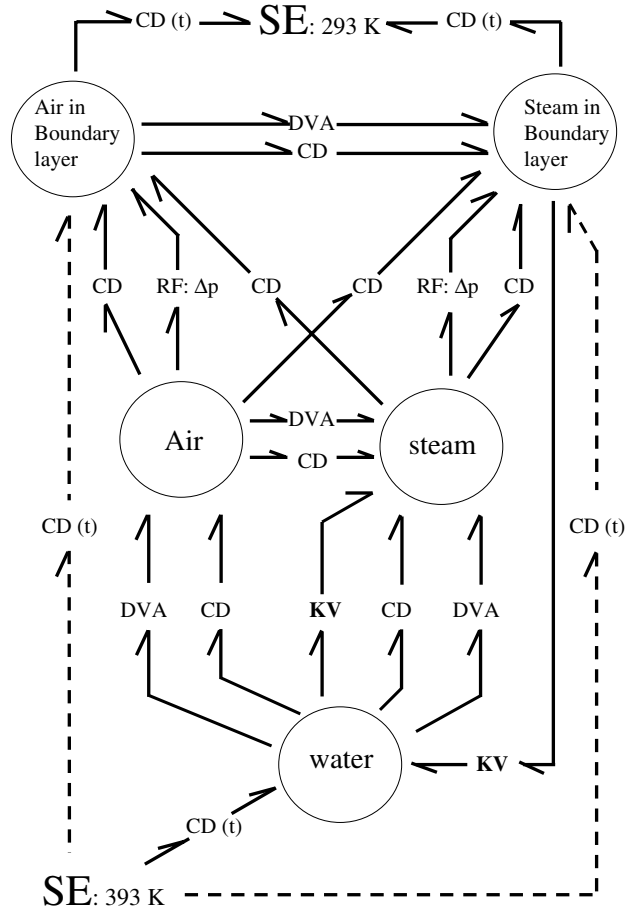 CD (t) SE: 293 K CD (t)
Air in
Boundary
layer
Steam in
Boundary
layer
DVA
CD
CD RF: Δp CD CD RF: Δp CD
Air
DVA
CD
steam
CD (t) CD (t)
DVA CD KV CD DVA
water
KV
CD (t)
SE: 393 K